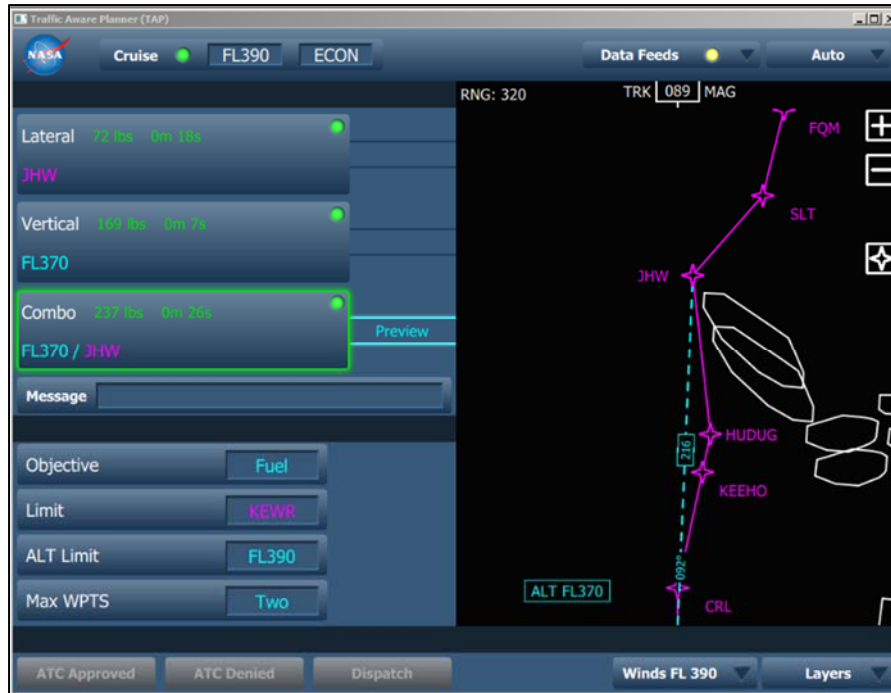 Traffic Aware Planner (TAP)
NASA Cruise FL390 ECON Data Feeds Auto
RNG: 320 TRK 089 MAG
Lateral 72 lbs 0m 18s
JHW
Vertical 169 lbs 0m 7s
FL370
Combo 237 lbs 0m 26s
FL370 / JHW
Preview
Message
Objective Fuel
Limit KEWR
ALT Limit FL390
Max WPTS Two
FQM
SLT
JHW
HUDUG
216
KEEHO
092°
ALT FL370
CRL
ATC Approved ATC Denied Dispatch Winds FL 390 Layers